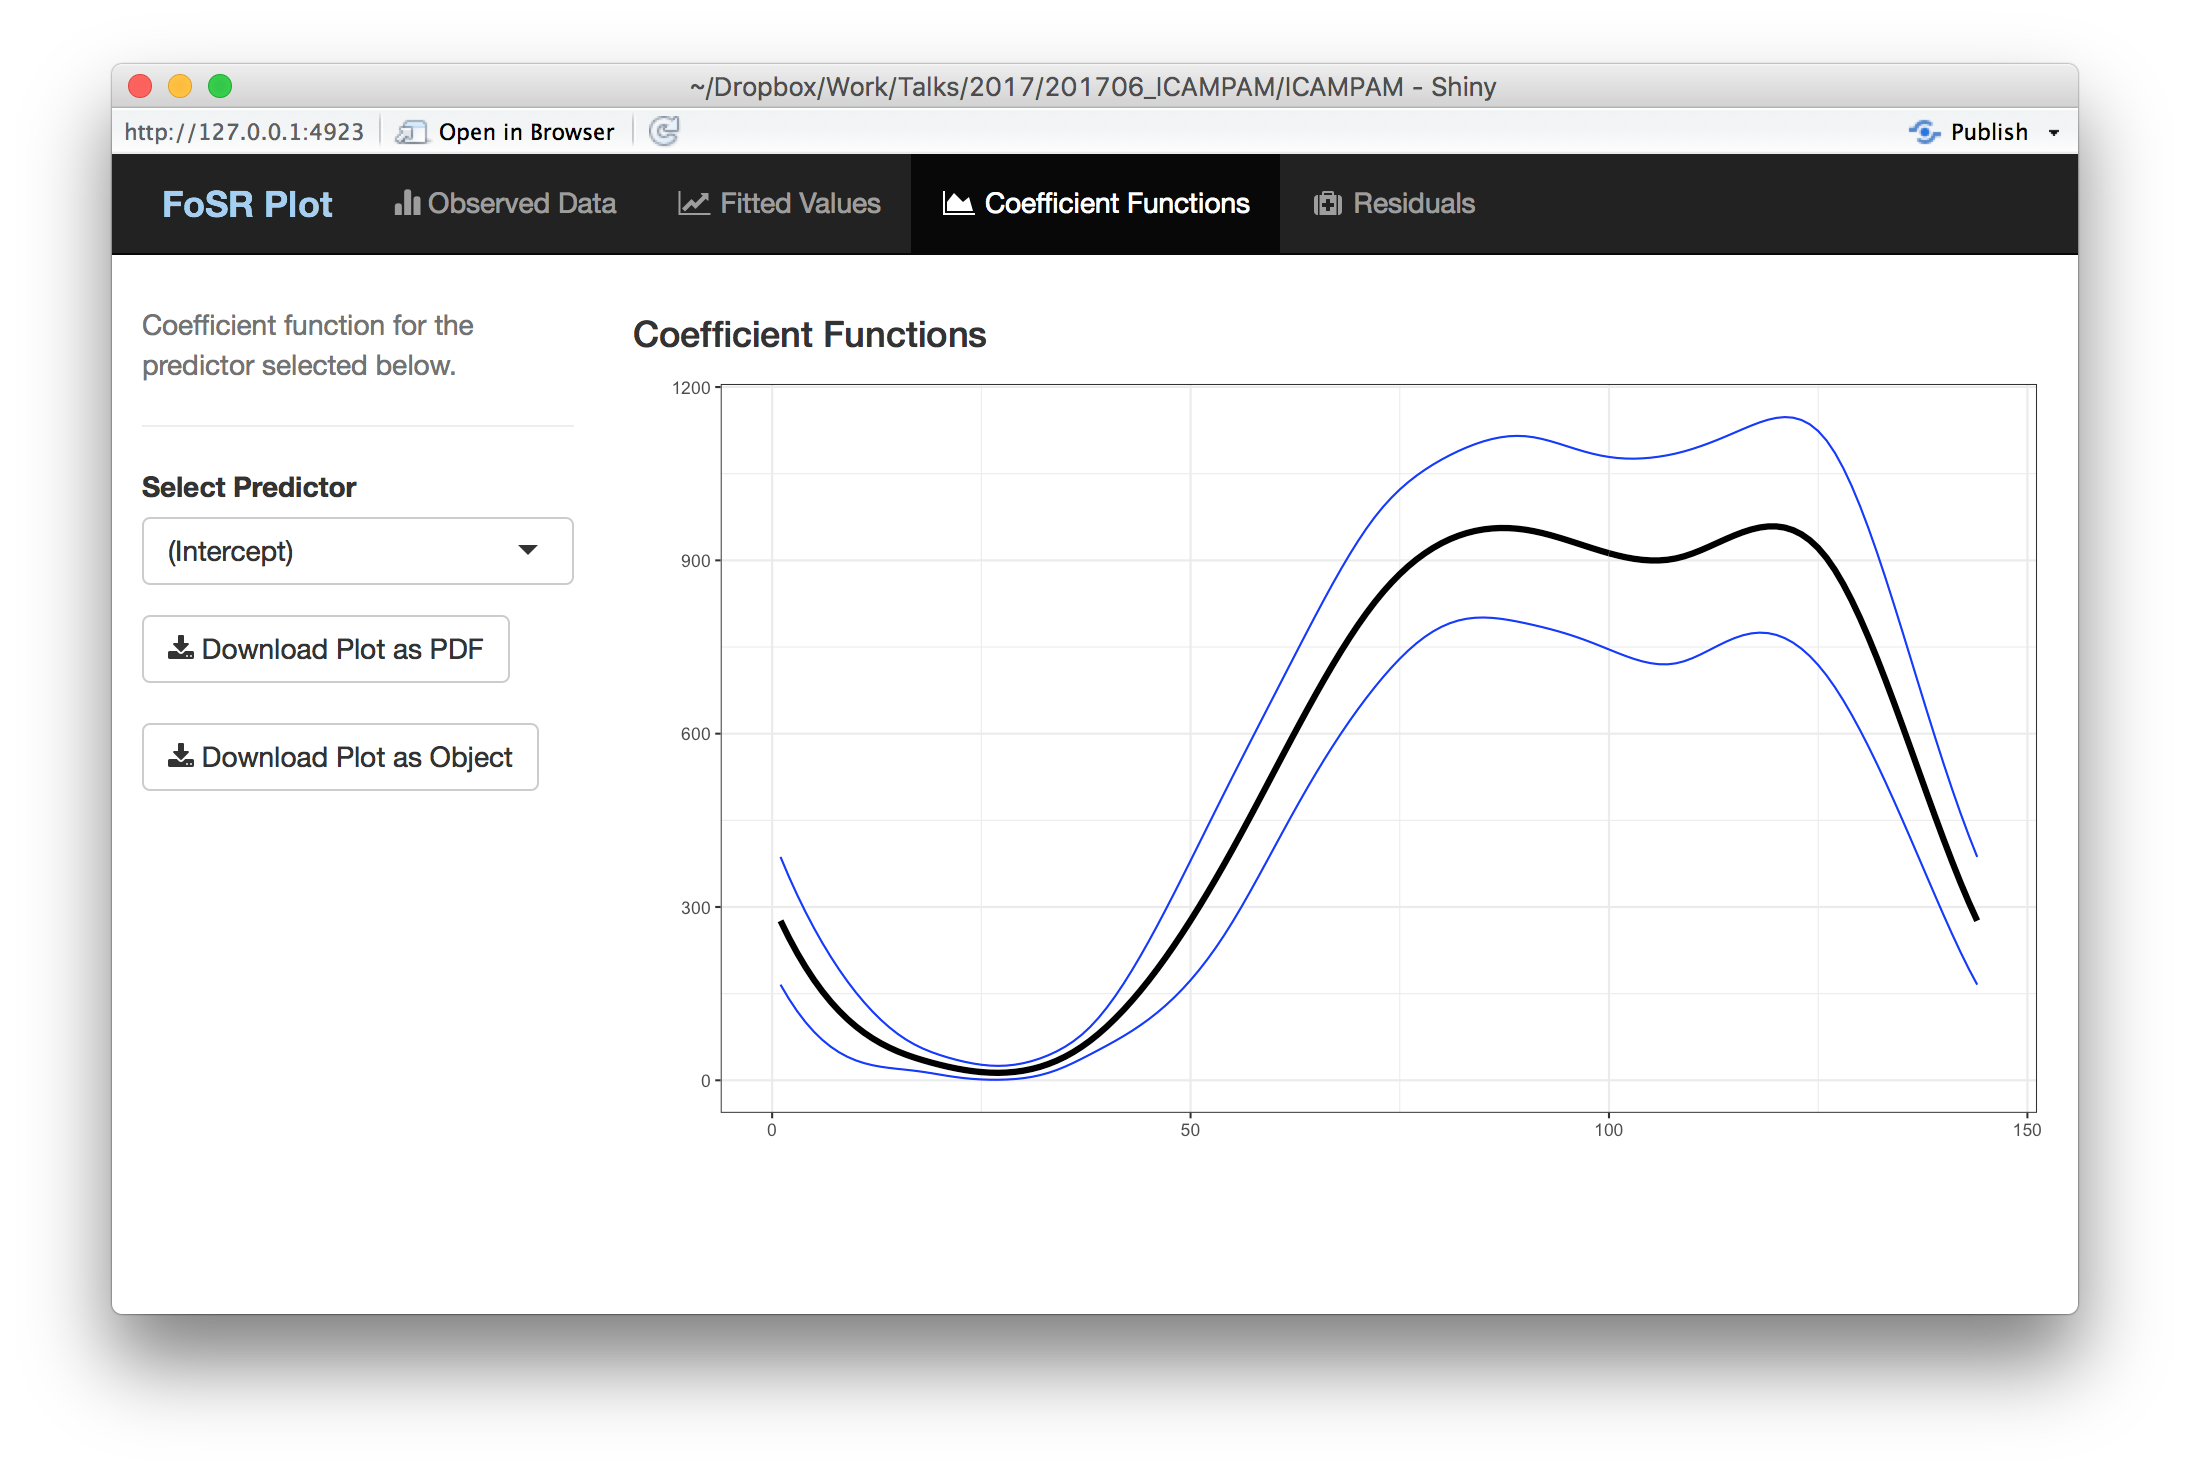 ~/Dropbox/Work/Talks/2017/201706_ICAMPAM/ICAMPAM - Shiny
http://127.0.0.1:4923 Open in Browser Publish
FoSR Plot Observed Data Fitted Values Coefficient Functions Residuals
Coefficient function for the
predictor selected below.
Select Predictor
(Intercept)
Download Plot as PDF
Download Plot as Object
Coefficient Functions
1200
900
600
300
0
0 50 100 150